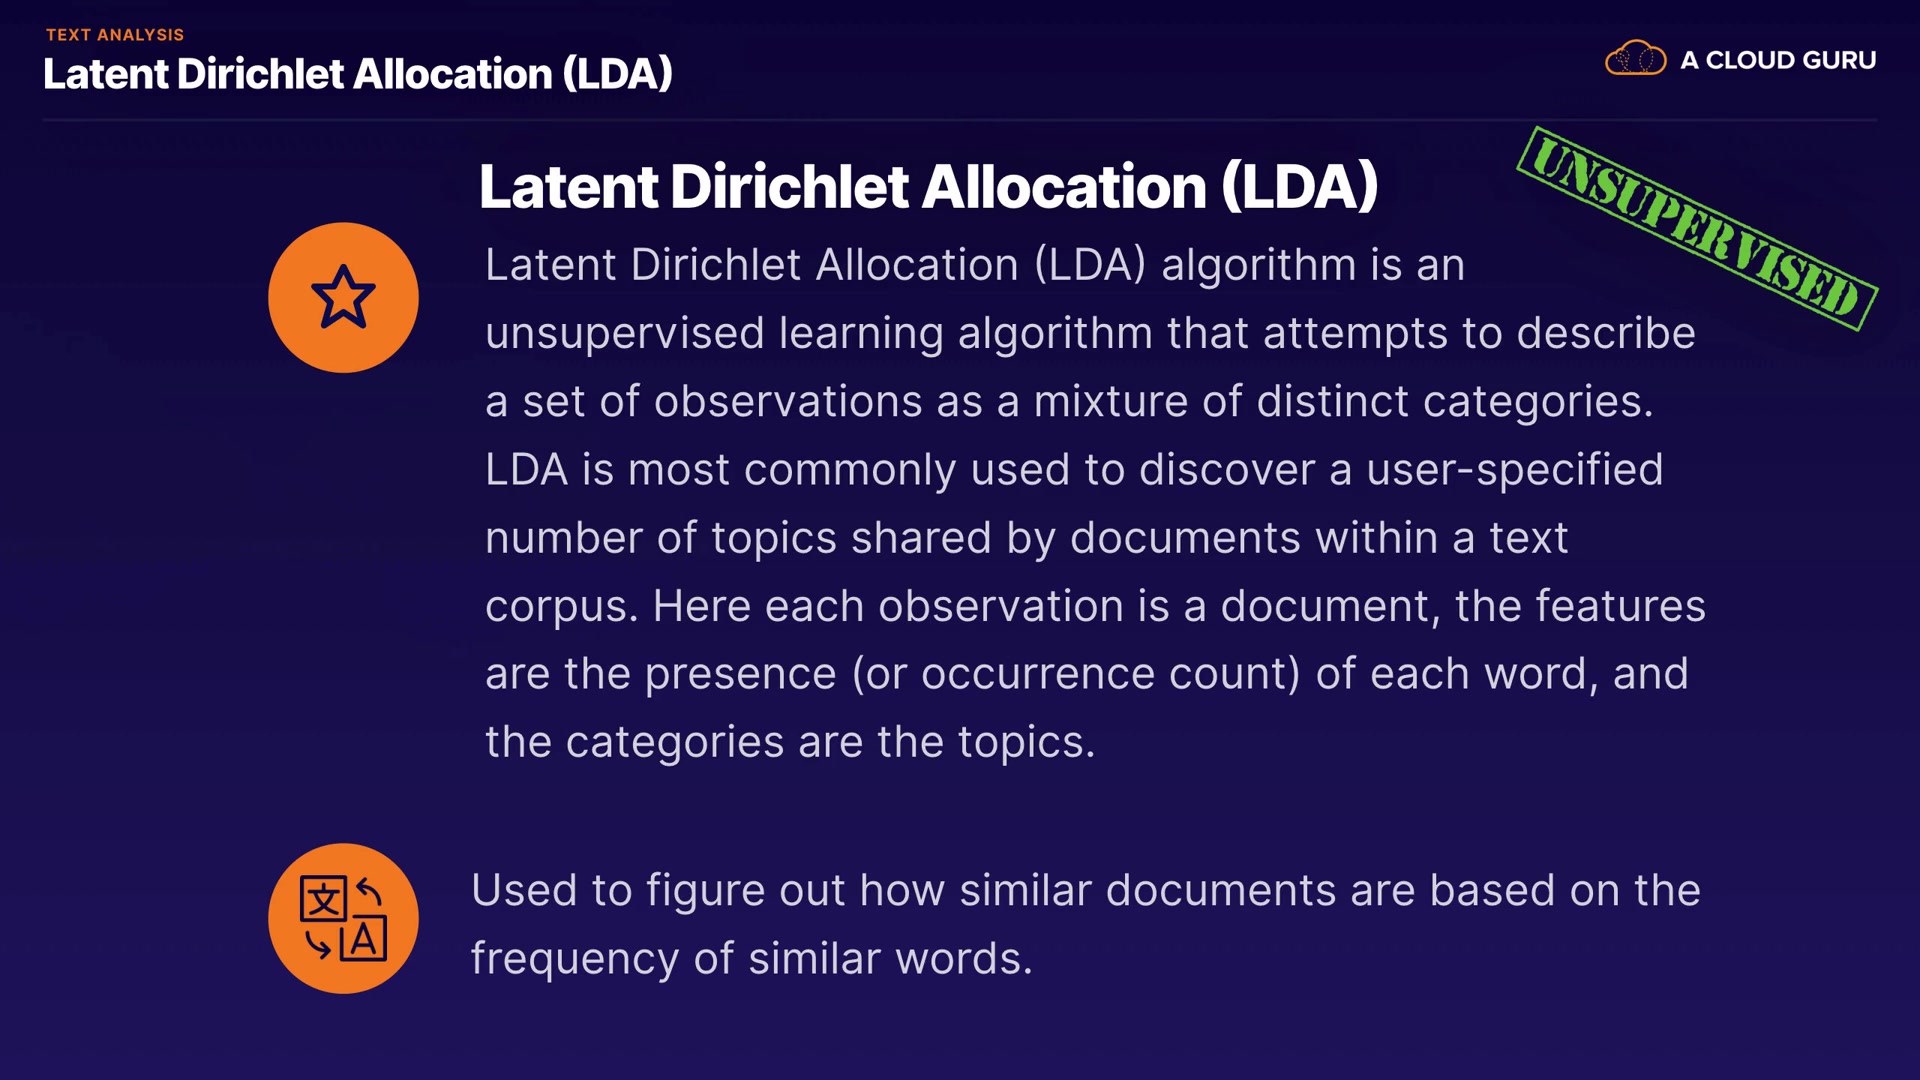 TEXT ANALYSIS
Latent Dirichlet Allocation (LDA)
A CLOUD GURU
UNSUPERVISED
Latent Dirichlet Allocation (LDA)
Latent Dirichlet Allocation (LDA) algorithm is an
unsupervised learning algorithm that attempts to describe
a set of observations as a mixture of distinct categories.
LDA is most commonly used to discover a user-specified
number of topics shared by documents within a text
corpus. Here each observation is a document, the features
are the presence (or occurrence count) of each word, and
the categories are the topics.
文
A
Used to figure out how similar documents are based on the
frequency of similar words.